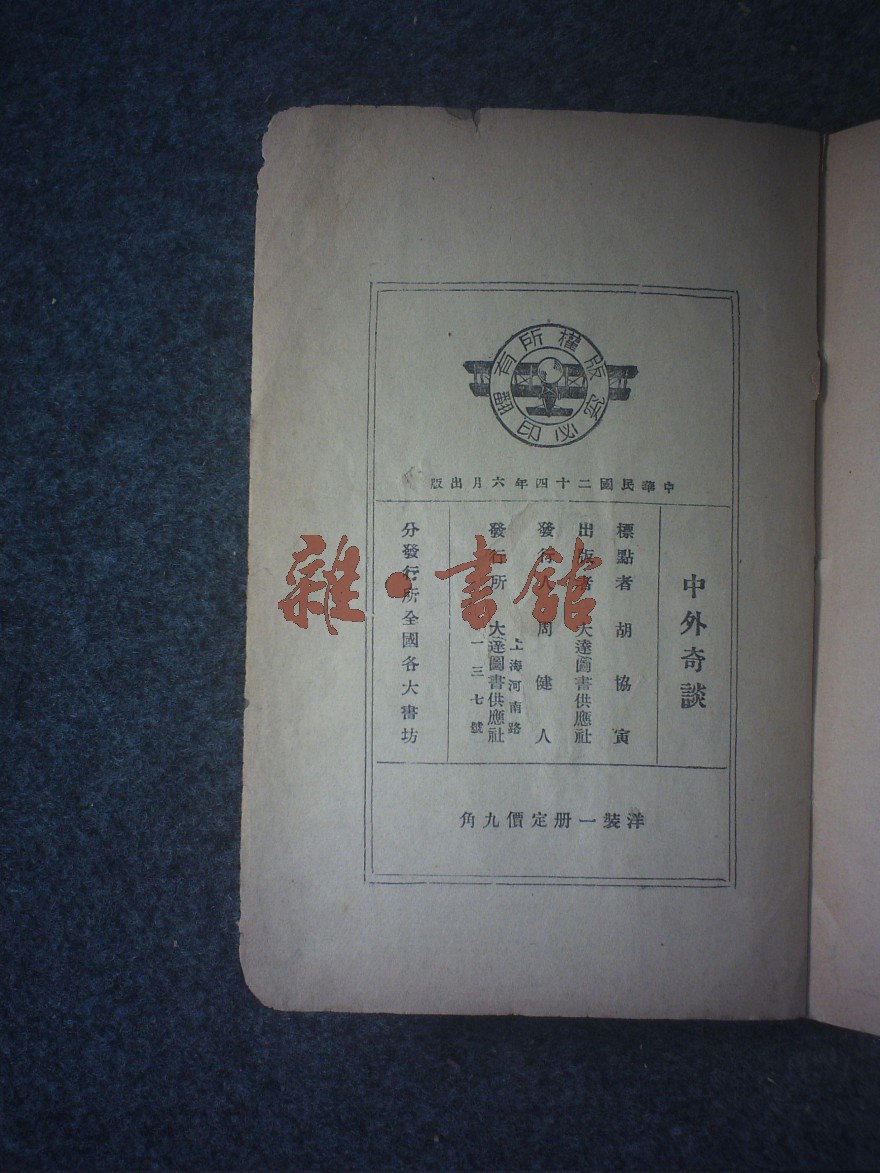 版權所有
翻印必究
中華民國二十四年六月出版
中外奇談
標點者 胡協寅
出版者 大達圖書供應社
發行人 周健人
上海河南路
發行所 大達圖書供應社
一三七號
分發行所全國各大書坊
洋裝一册定價九角
雜·書館